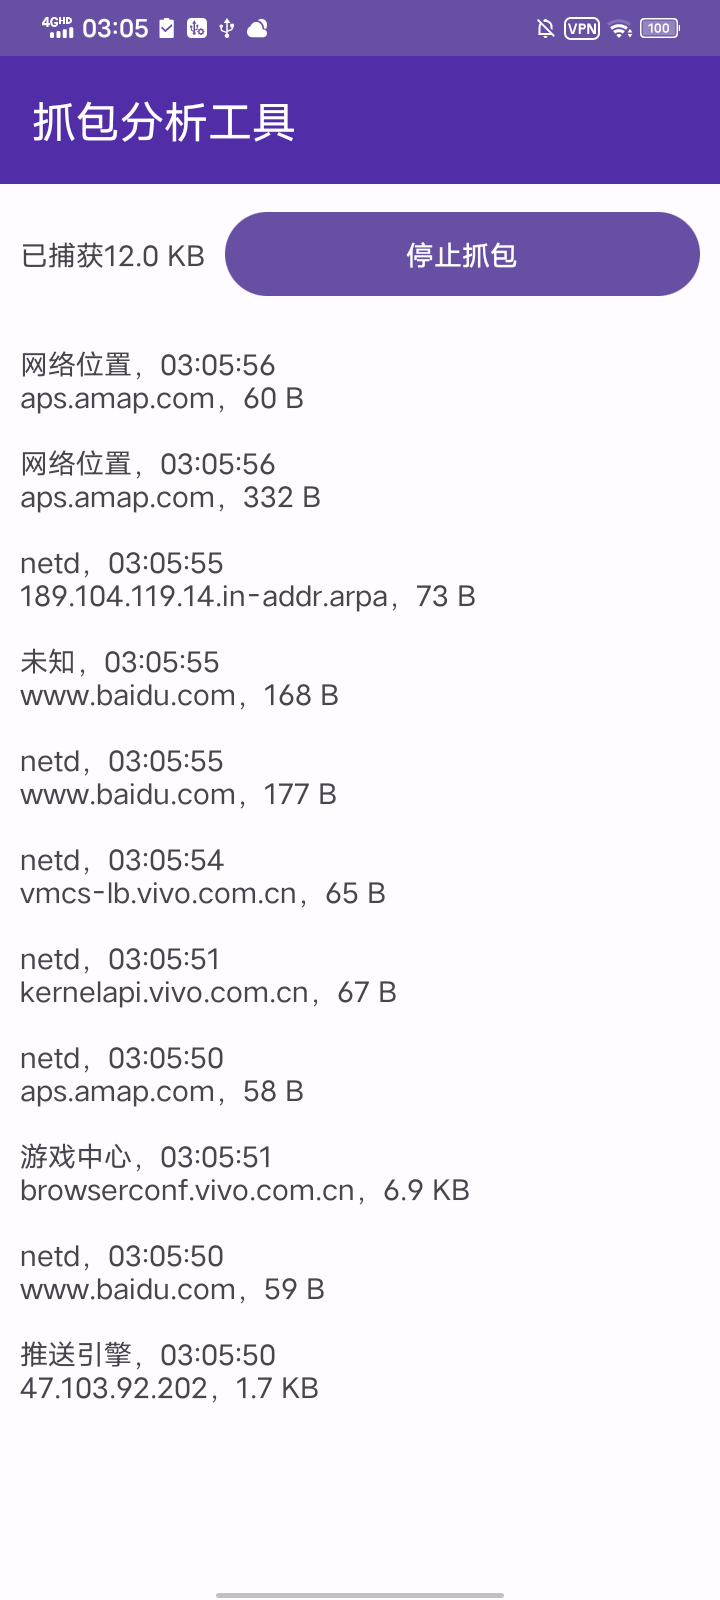 4GHD 03:05 VPN 100
抓包分析工具
已捕获12.0 KB 停止抓包
网络位置，03:05:56
aps.amap.com，60 B
网络位置，03:05:56
aps.amap.com，332 B
netd，03:05:55
189.104.119.14.in-addr.arpa，73 B
未知，03:05:55
www.baidu.com，168 B
netd，03:05:55
www.baidu.com，177 B
netd，03:05:54
vmcs-lb.vivo.com.cn，65 B
netd，03:05:51
kernelapi.vivo.com.cn，67 B
netd，03:05:50
aps.amap.com，58 B
游戏中心，03:05:51
browserconf.vivo.com.cn，6.9 KB
netd，03:05:50
www.baidu.com，59 B
推送引擎，03:05:50
47.103.92.202，1.7 KB